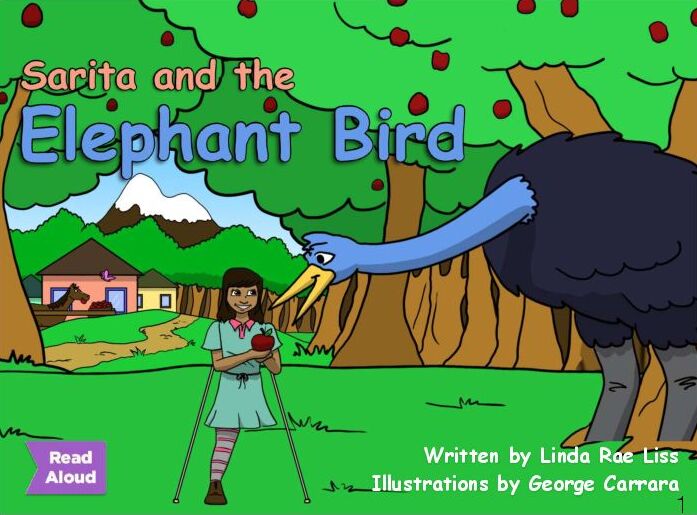 Sarita and the
Elephant Bird
Read
Aloud
Written by Linda Rae Liss
Illustrations by George Carrara
1